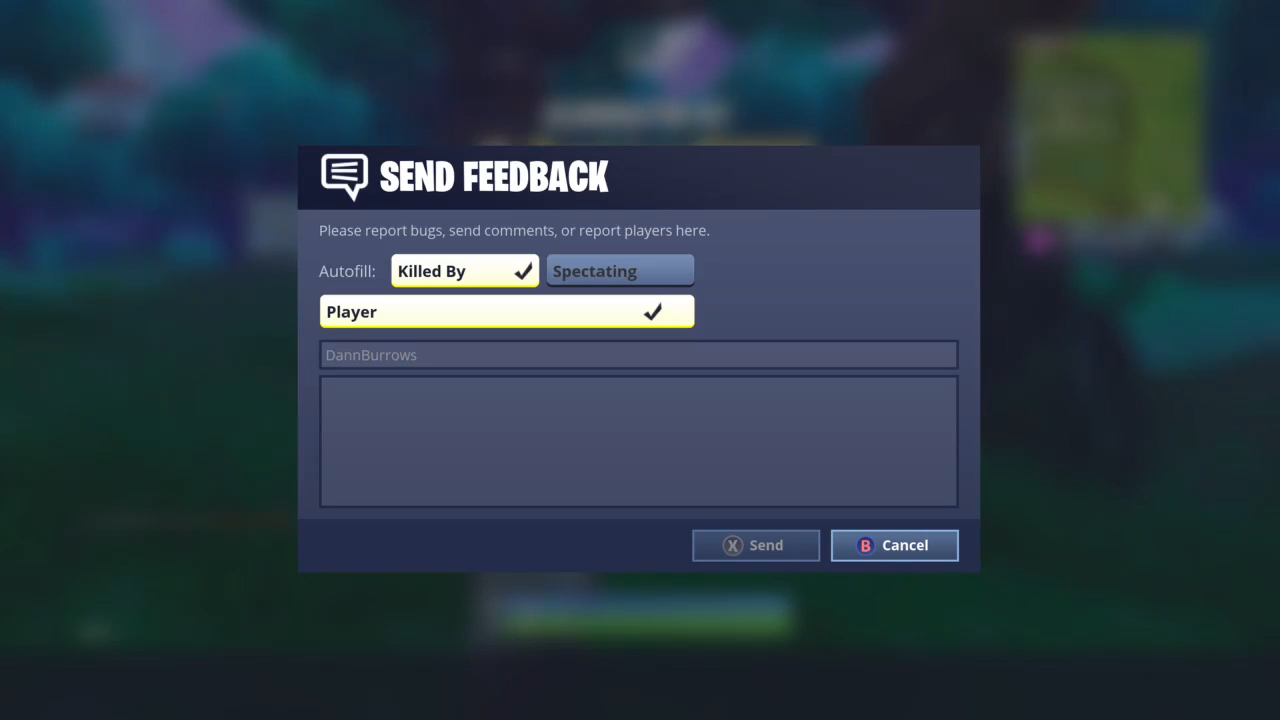 SEND FEEDBACK
Please report bugs, send comments, or report players here.
Autofill: Killed By Spectating
Player
DannBurrows
X Send B Cancel